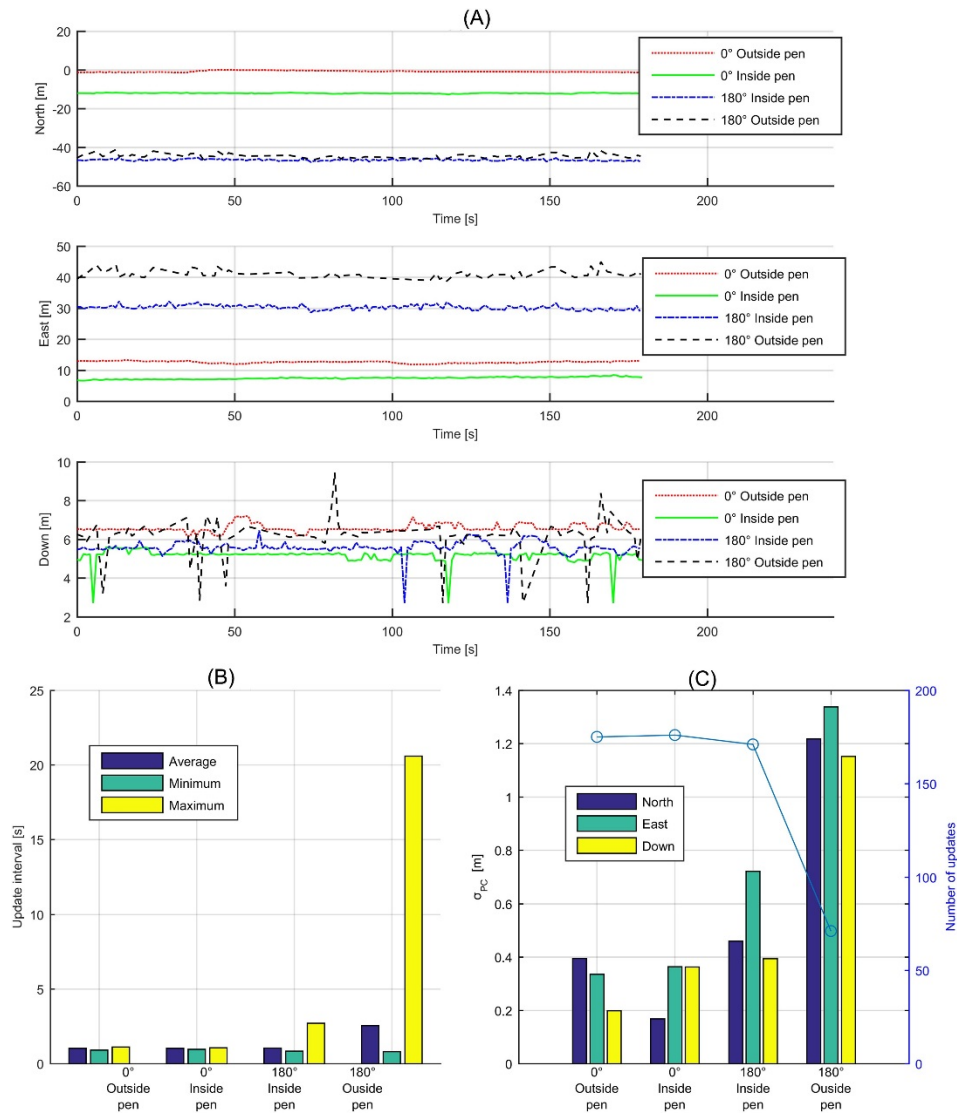 (A)
20
0
-20
-40
-60
North [m]
0 50 100 150 200
Time [s]
0° Outside pen
0° Inside pen
180° Inside pen
180° Outside pen
50
40
30
20
10
0
East [m]
0 50 100 150 200
Time [s]
0° Outside pen
0° Inside pen
180° Inside pen
180° Outside pen
10
8
6
4
2
Down [m]
0 50 100 150 200
Time [s]
0° Outside pen
0° Inside pen
180° Inside pen
180° Outside pen
(B)
25
20
15
10
5
0
Update interval [s]
Average
Minimum
Maximum
0° 0° 180° 180°
Outside Inside Inside Ouside
pen pen pen pen
(C)
1.4
1.2
1
0.8
0.6
0.4
0.2
0
σPC [m]
North
East
Down
200
150
100
50
0
Number of updates
0° 0° 180° 180°
Outside Inside Inside Ouside
pen pen pen pen